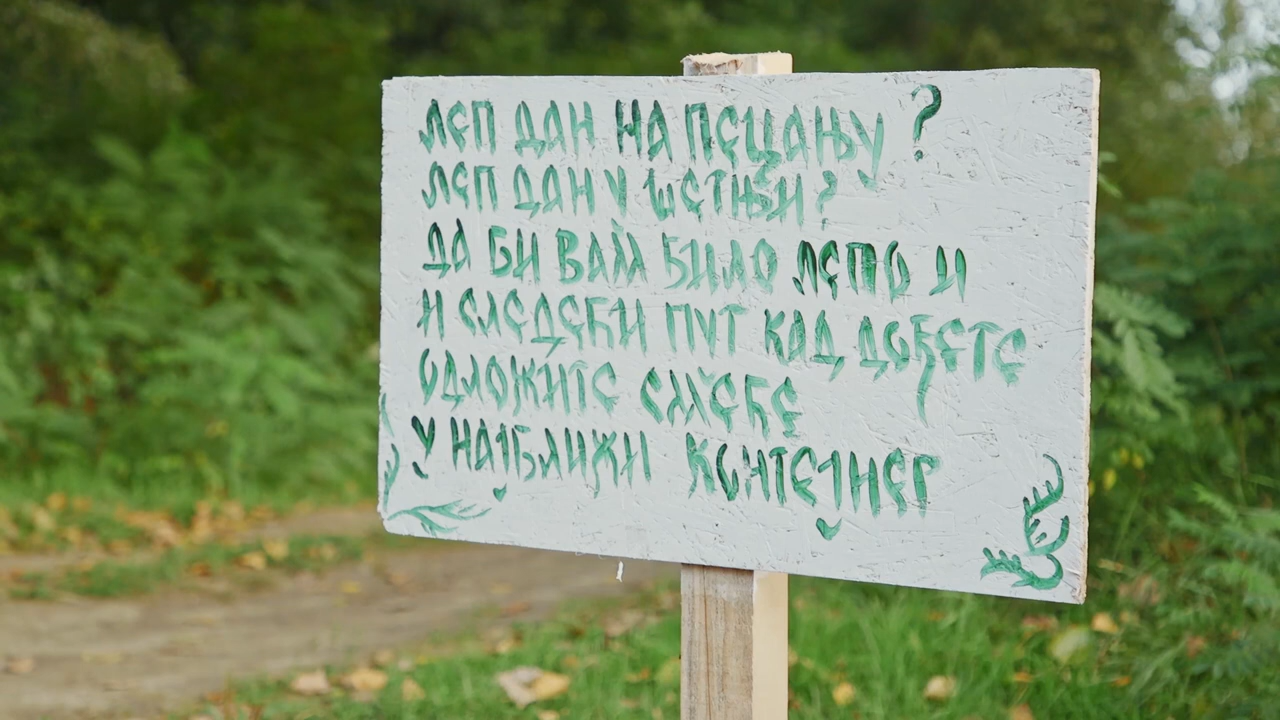 ЛЕП ДАН НА ПЕЦАЊУ?
ЛЕП ДАН У ШЕТЊИ?
ДА БИ ВАМ БИЛО ЛЕПО И
И СЛЕДЕЋИ ПУТ КАД ДОЂЕТЕ
ОДЛОЖИТЕ СМЕЋЕ
У НАЈБЛИЖИ КОНТЕЈНЕР